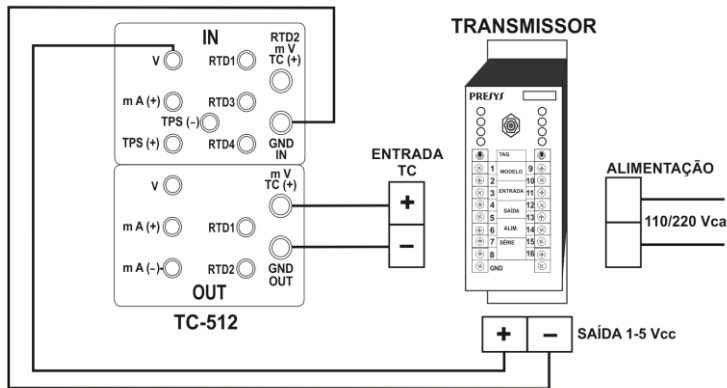 IN
V
RTD1
RTD2
m V
TC (+)
m A (+)
RTD3
TPS (–)
TPS (+)
RTD4
GND
IN
V
m V
TC (+)
m A (+)
RTD1
m A (–)
RTD2
GND
OUT
OUT
TC-512
ENTRADA
TC
+
–
TRANSMISSOR
PRESYS
TAG
1 MODELO 9
2 10
3 ENTRADA 11
4 12
5 SAÍDA 13
6 ALIM. 14
7 SÉRIE 15
8 16
GND
ALIMENTAÇÃO
110/220 Vca
+ –
SAÍDA 1-5 Vcc